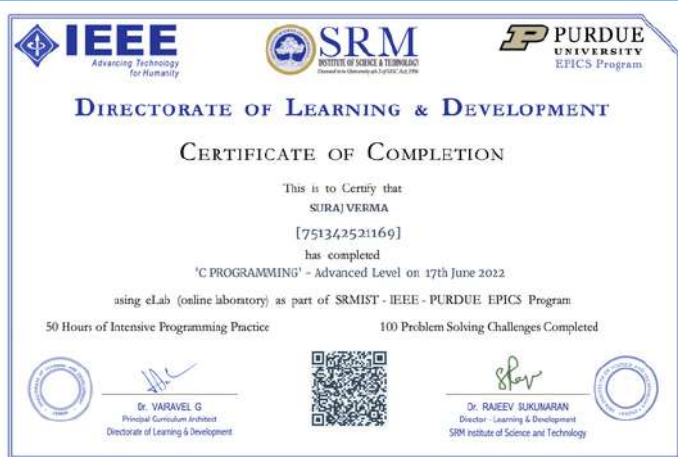 IEEE
Advancing Technology
for Humanity
SRM
INSTITUTE OF SCIENCE & TECHNOLOGY
PURDUE
UNIVERSITY
EPICS Program
DIRECTORATE OF LEARNING & DEVELOPMENT
CERTIFICATE OF COMPLETION
This is to Certify that
SURAJ VERMA
[751342521169]
has completed
'C PROGRAMMING' - Advanced Level on 17th June 2022
using eLab (online laboratory) as part of SRMIST - IEEE - PURDUE EPICS Program
50 Hours of Intensive Programming Practice
100 Problem Solving Challenges Completed
Dr. VAIRAVEL G
Principal Curriculum Architect
Directorate of Learning & Development
Dr. RAJEEV SUKUMARAN
Director - Learning & Development
SRM Institute of Science and Technology